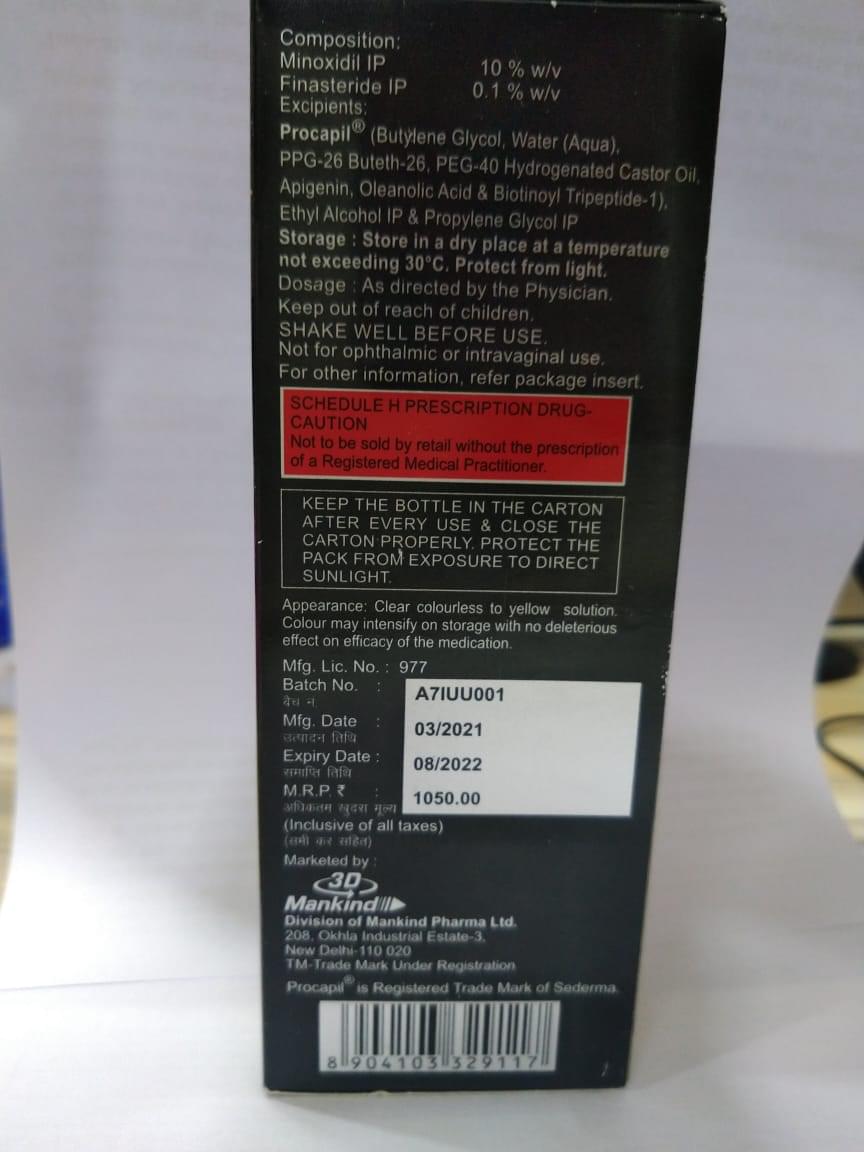 Composition:
Minoxidil IP 10 % w/v
Finasteride IP 0.1 % w/v
Excipients:
Procapil® (Butylene Glycol, Water (Aqua),
PPG-26 Buteth-26, PEG-40 Hydrogenated Castor Oil,
Apigenin, Oleanolic Acid & Biotinoyl Tripeptide-1),
Ethyl Alcohol IP & Propylene Glycol IP
Storage : Store in a dry place at a temperature
not exceeding 30°C. Protect from light.
Dosage : As directed by the Physician.
Keep out of reach of children.
SHAKE WELL BEFORE USE.
Not for ophthalmic or intravaginal use.
For other information, refer package insert.
SCHEDULE H PRESCRIPTION DRUG-
CAUTION
Not to be sold by retail without the prescription
of a Registered Medical Practitioner.
KEEP THE BOTTLE IN THE CARTON
AFTER EVERY USE & CLOSE THE
CARTON PROPERLY. PROTECT THE
PACK FROM EXPOSURE TO DIRECT
SUNLIGHT.
Appearance: Clear colourless to yellow solution.
Colour may intensify on storage with no deleterious
effect on efficacy of the medication.
Mfg. Lic. No. : 977
Batch No. : A7IUU001
बैच न.
Mfg. Date : 03/2021
उत्पादन तिथि
Expiry Date : 08/2022
समाप्ति तिथि
M.R.P. ₹ : 1050.00
अधिकतम खुदरा मूल्य
(Inclusive of all taxes)
(सभी कर सहित)
Marketed by :
3D
Mankind
Division of Mankind Pharma Ltd.
208, Okhla Industrial Estate-3,
New Delhi-110 020
TM-Trade Mark Under Registration
Procapil® is Registered Trade Mark of Sederma.
8 904103 329117